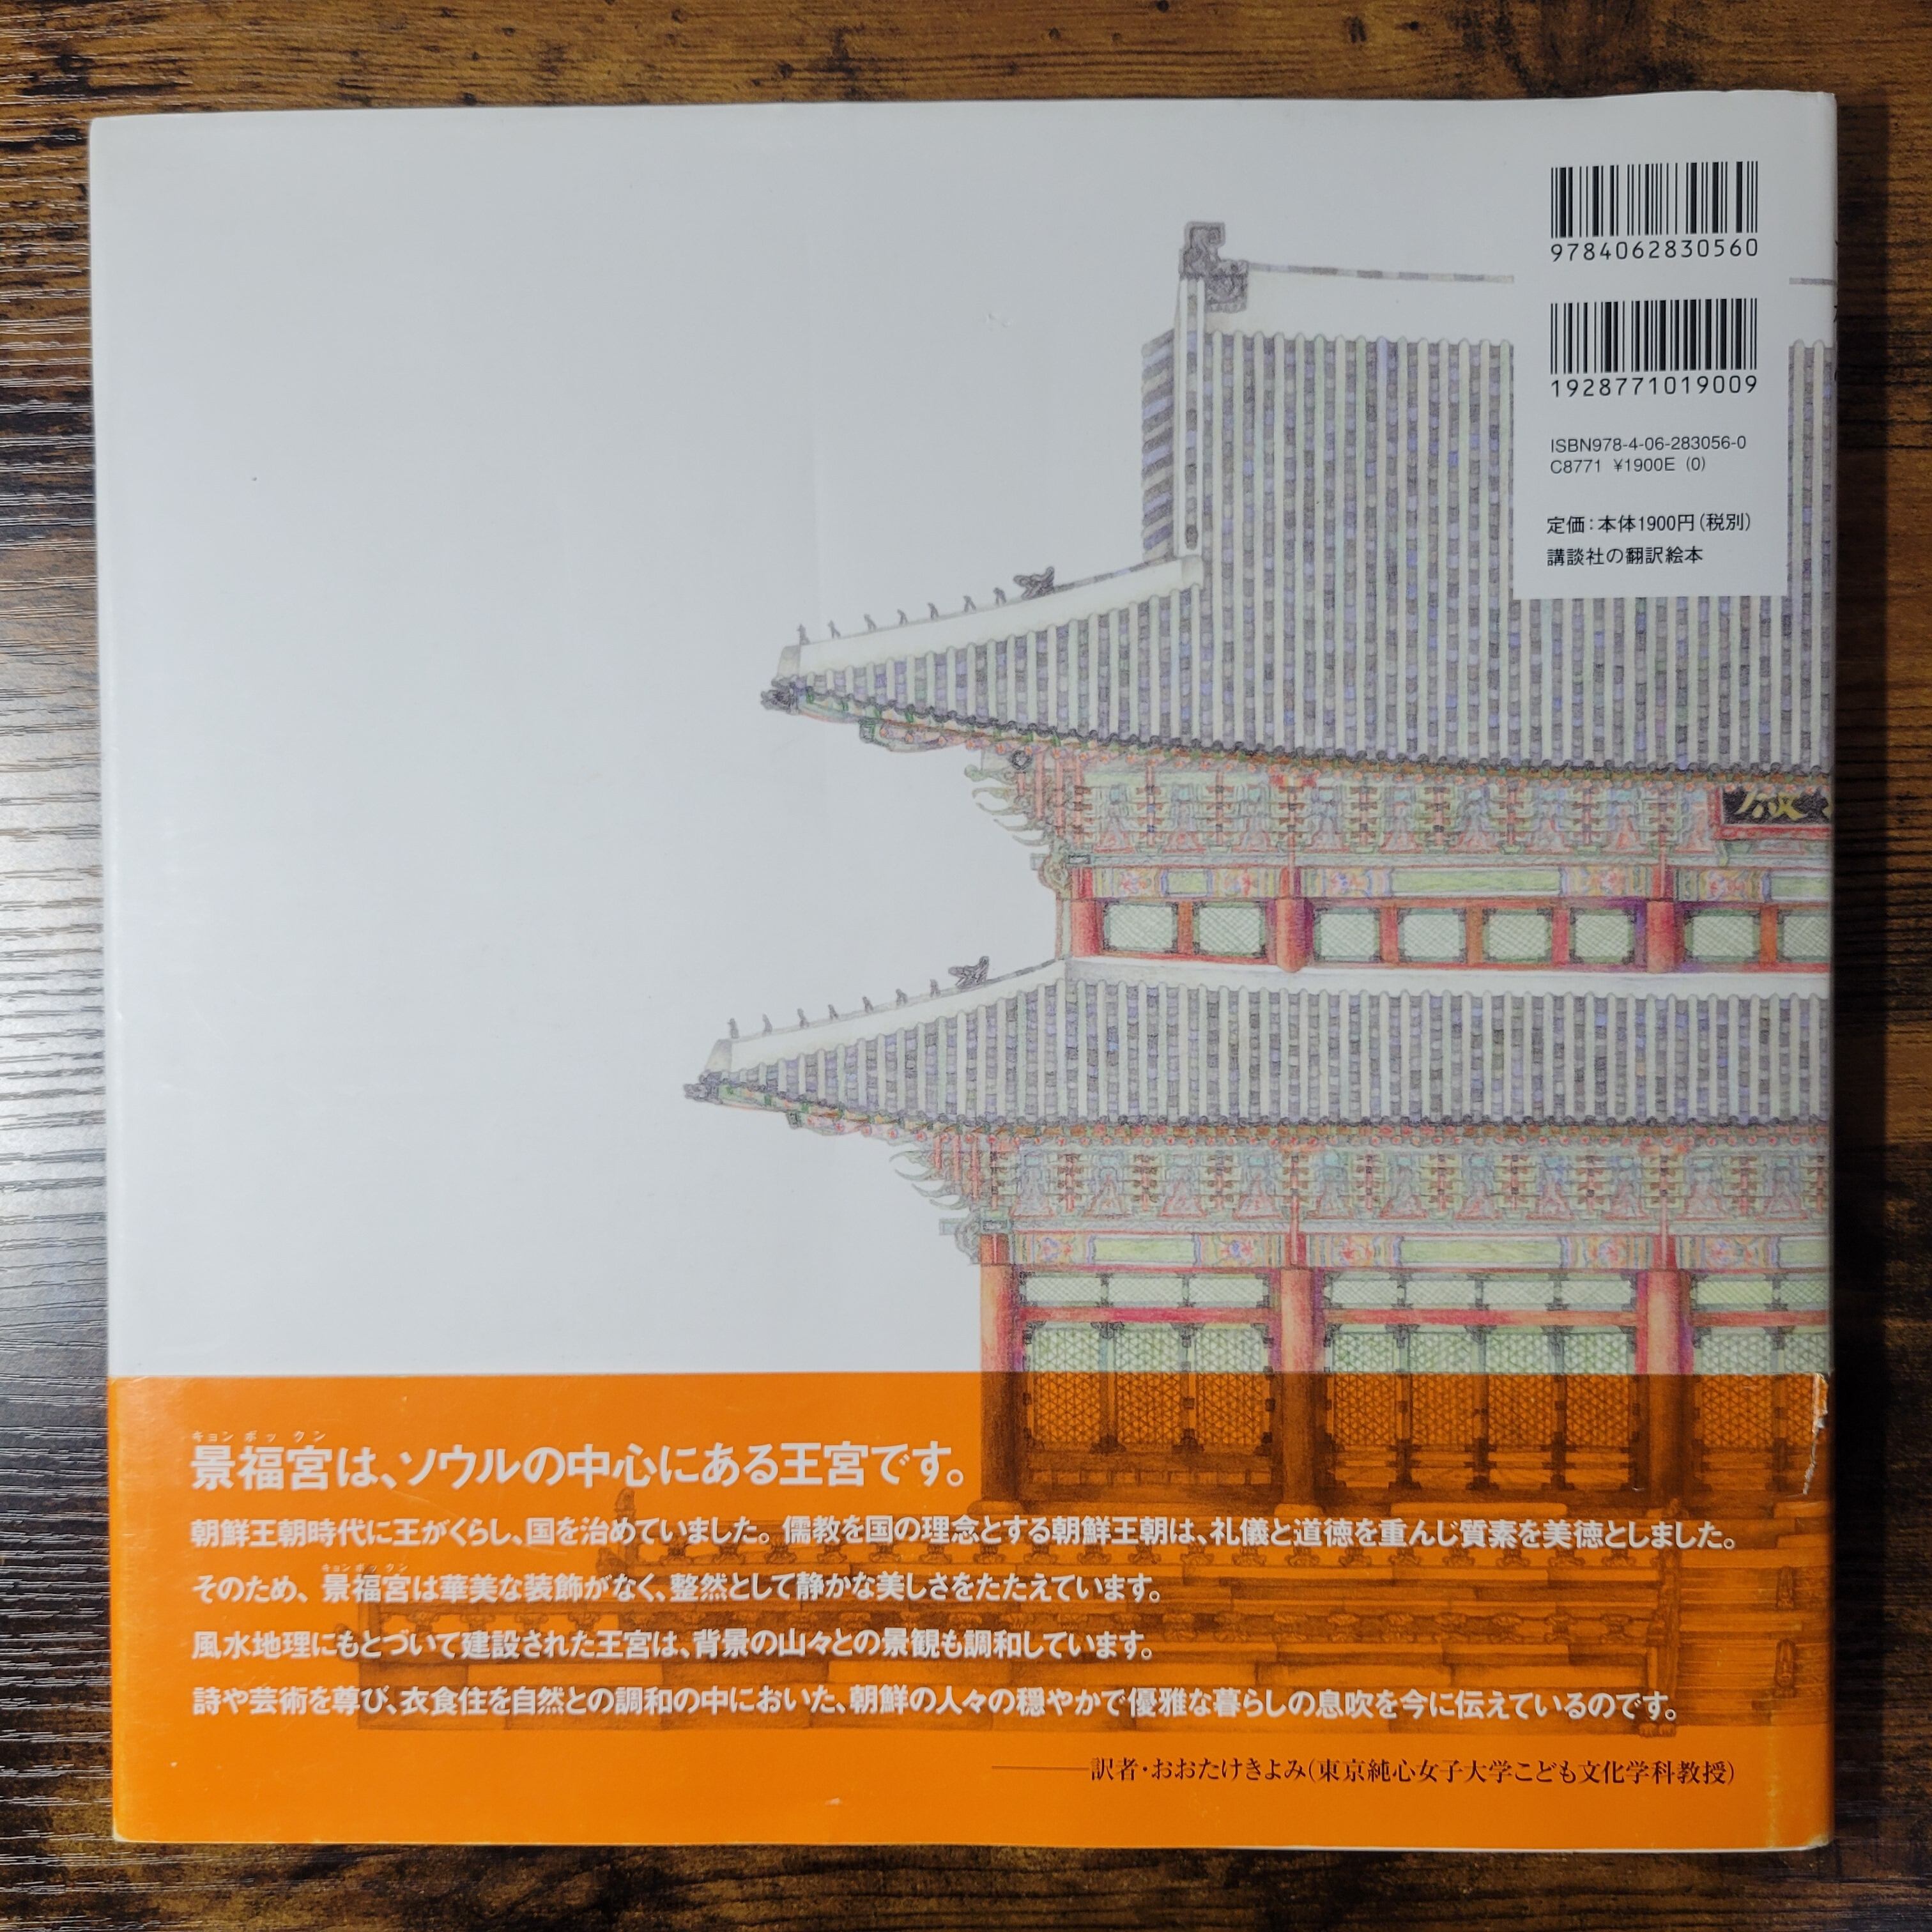 9784062830560
1928771019009
ISBN978-4-06-283056-0
C8771 ¥1900E (0)
定価：本体1900円（税別）
講談社の翻訳絵本
キョンボックン
景福宮は、ソウルの中心にある王宮です。
朝鮮王朝時代に王がくらし、国を治めていました。儒教を国の理念とする朝鮮王朝は、礼儀と道徳を重んじ質素を美徳としました。
キョンボックン
そのため、景福宮は華美な装飾がなく、整然として静かな美しさをたたえています。
風水地理にもとづいて建設された王宮は、背景の山々との景観も調和しています。
詩や芸術を尊び、衣食住を自然との調和の中においた、朝鮮の人々の穏やかで優雅な暮らしの息吹を今に伝えているのです。
――訳者・おおたけきよみ（東京純心女子大学こども文化学科教授）